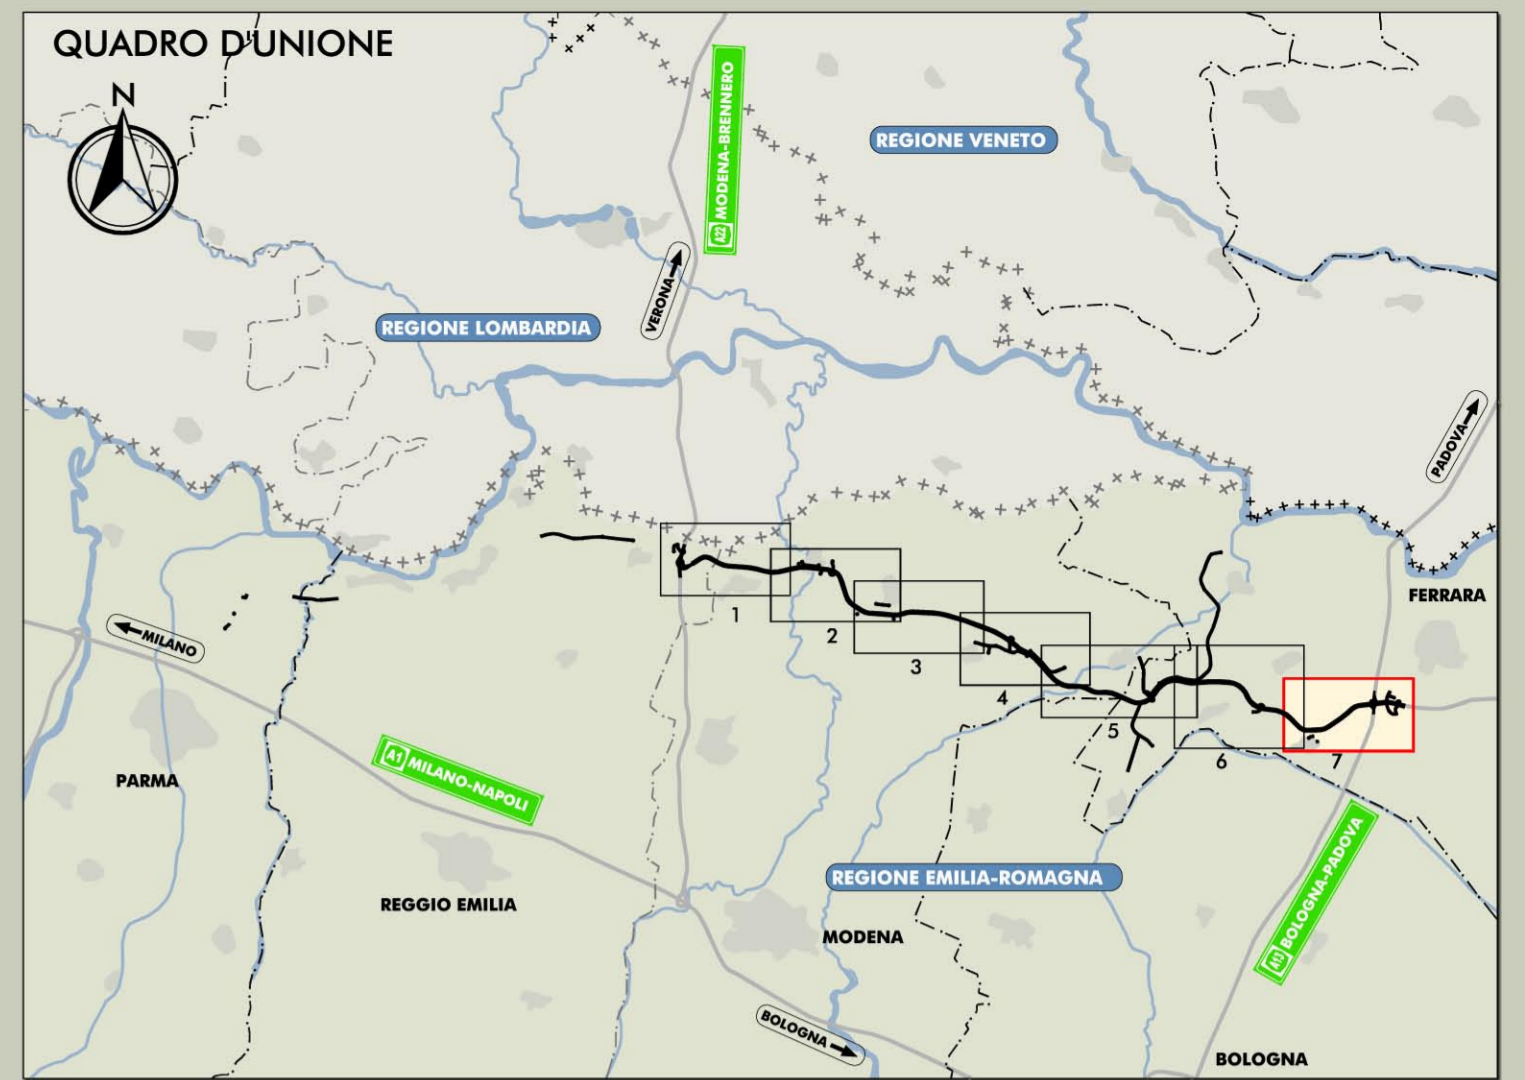 QUADRO D'UNIONE
N
A22 MODENA-BRENNERO
REGIONE VENETO
VERONA
REGIONE LOMBARDIA
PADOVA
FERRARA
MILANO
1
2
3
4
5
6
7
PARMA
A1 MILANO-NAPOLI
REGGIO EMILIA
REGIONE EMILIA-ROMAGNA
MODENA
A13 BOLOGNA-PADOVA
BOLOGNA
BOLOGNA